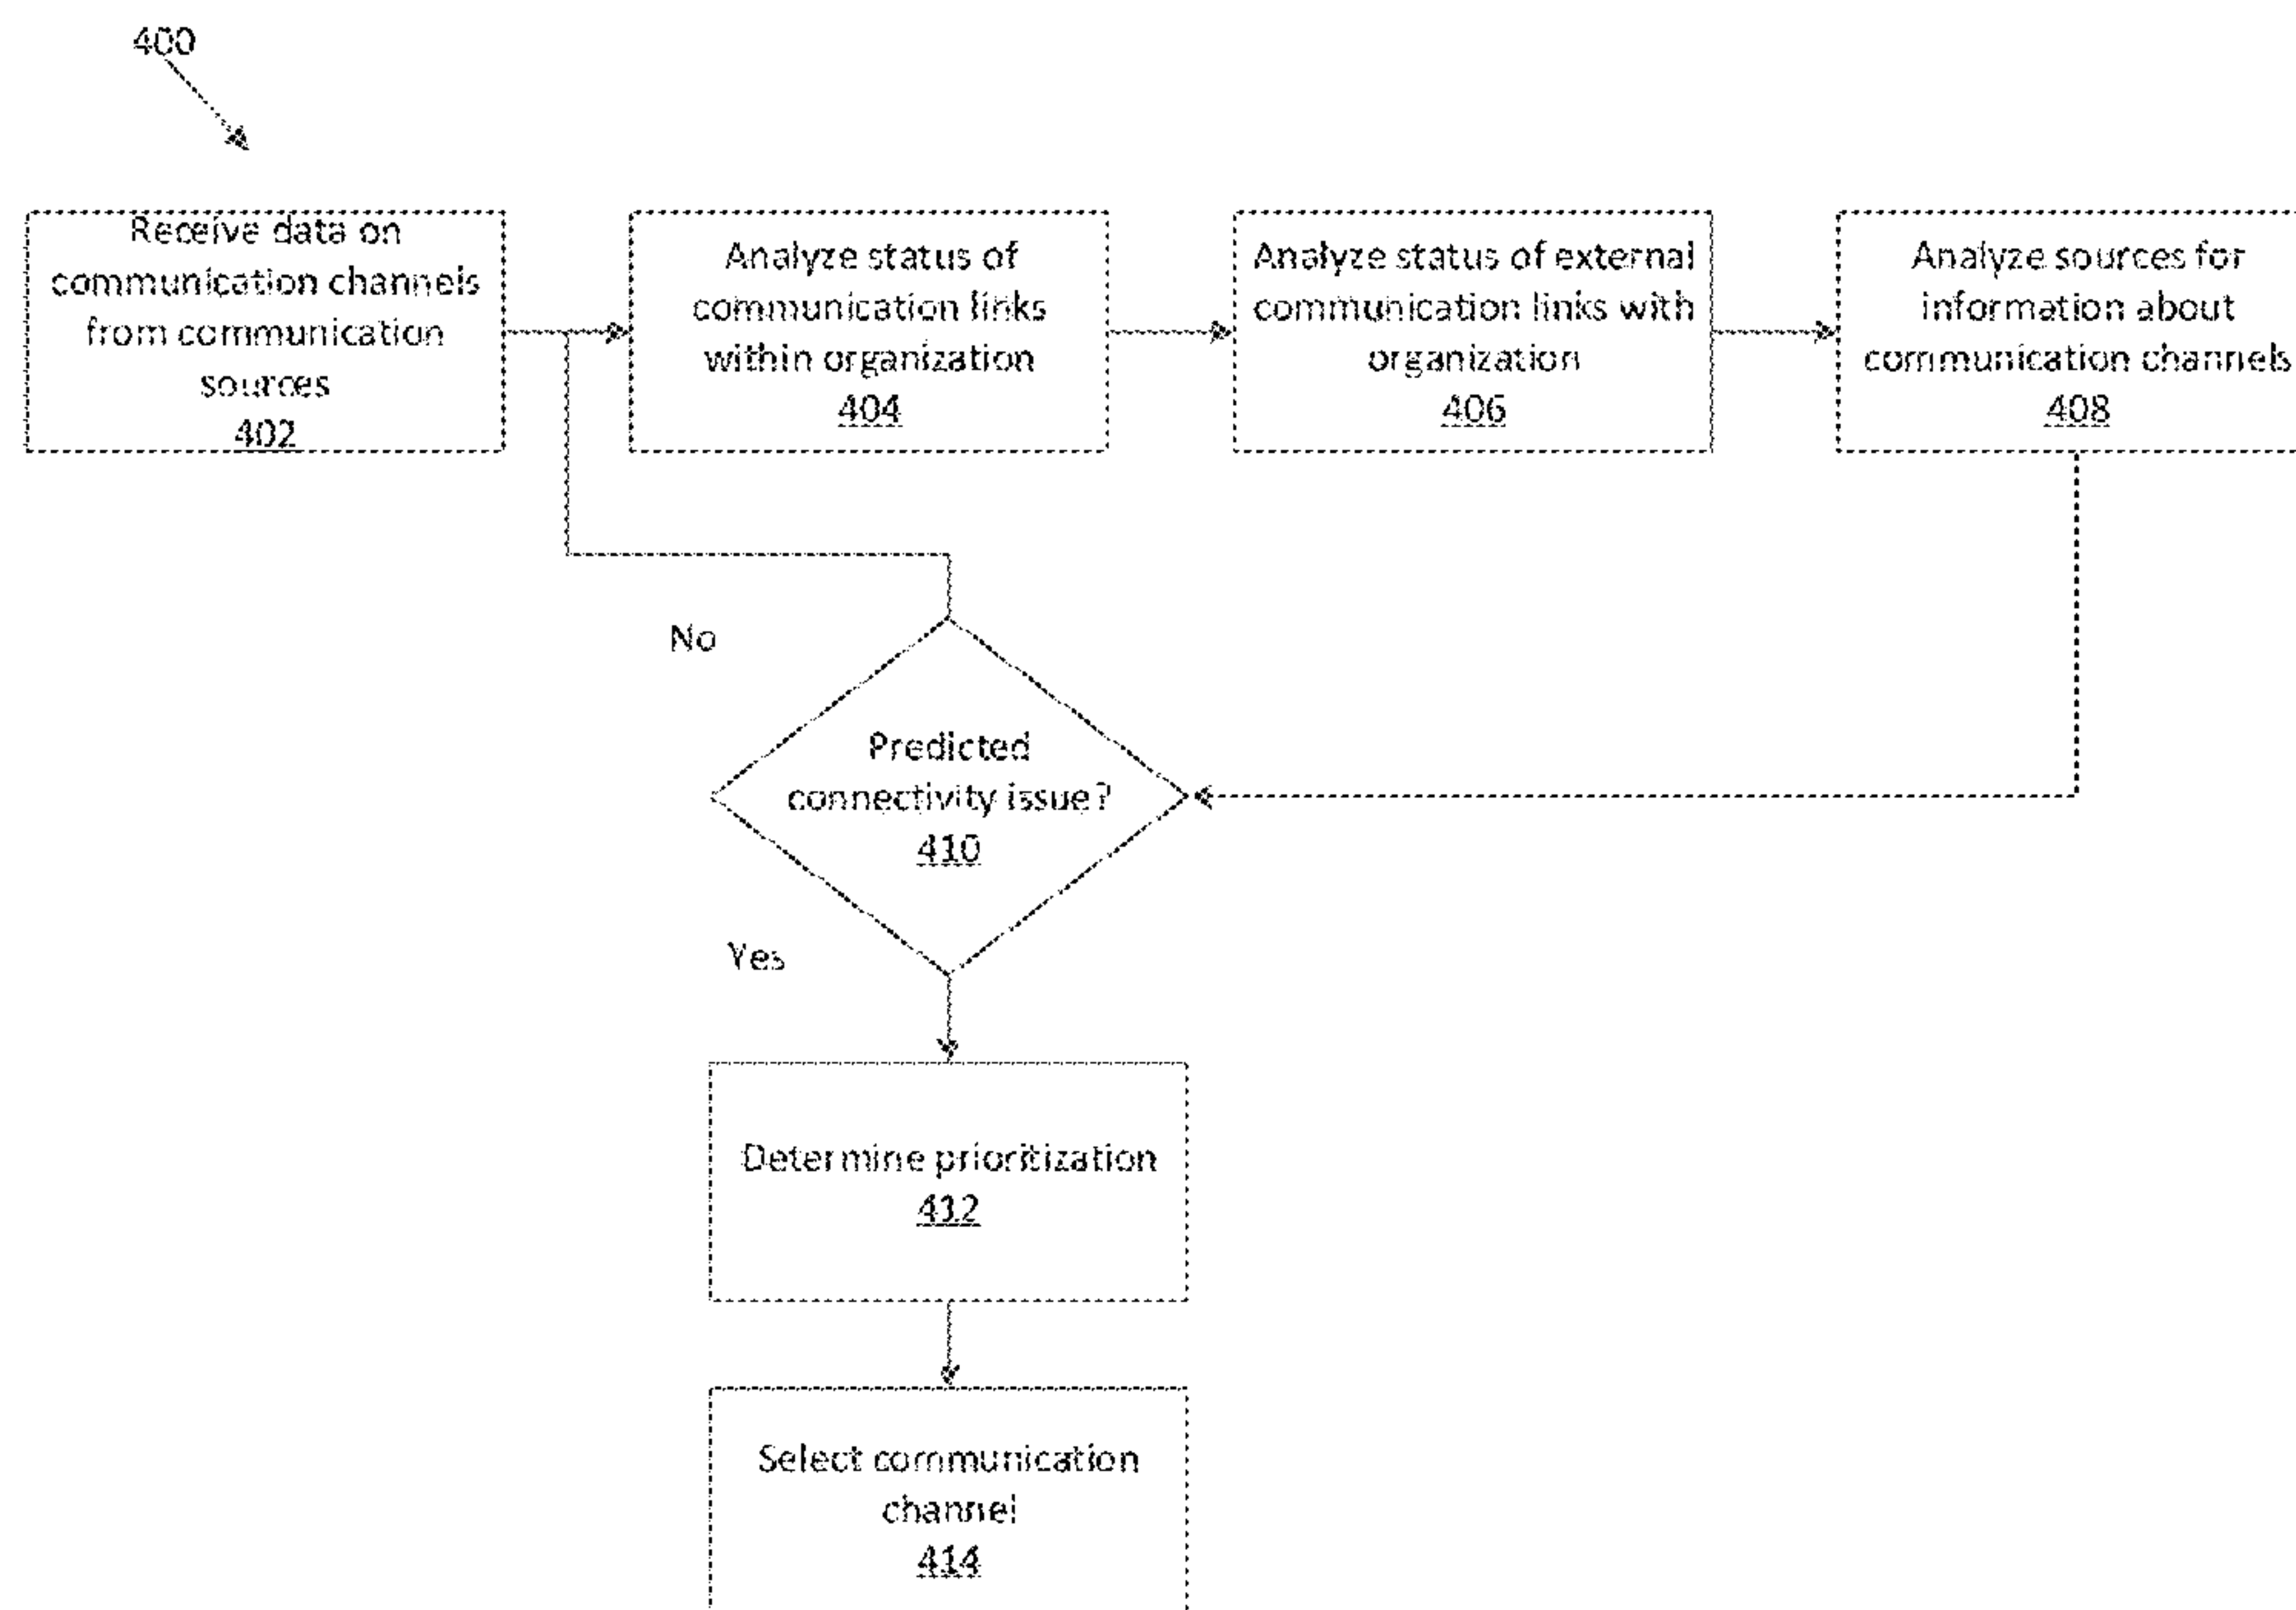 400
Receive data on
communication channels
from communication
sources
402
Analyze status of
communication links
within organization
404
Analyze status of external
communication links with
organization
406
Analyze sources for
information about
communication channels
408
No
Predicted
connectivity issue?
410
Yes
Determine prioritization
412
Select communication
channel
414